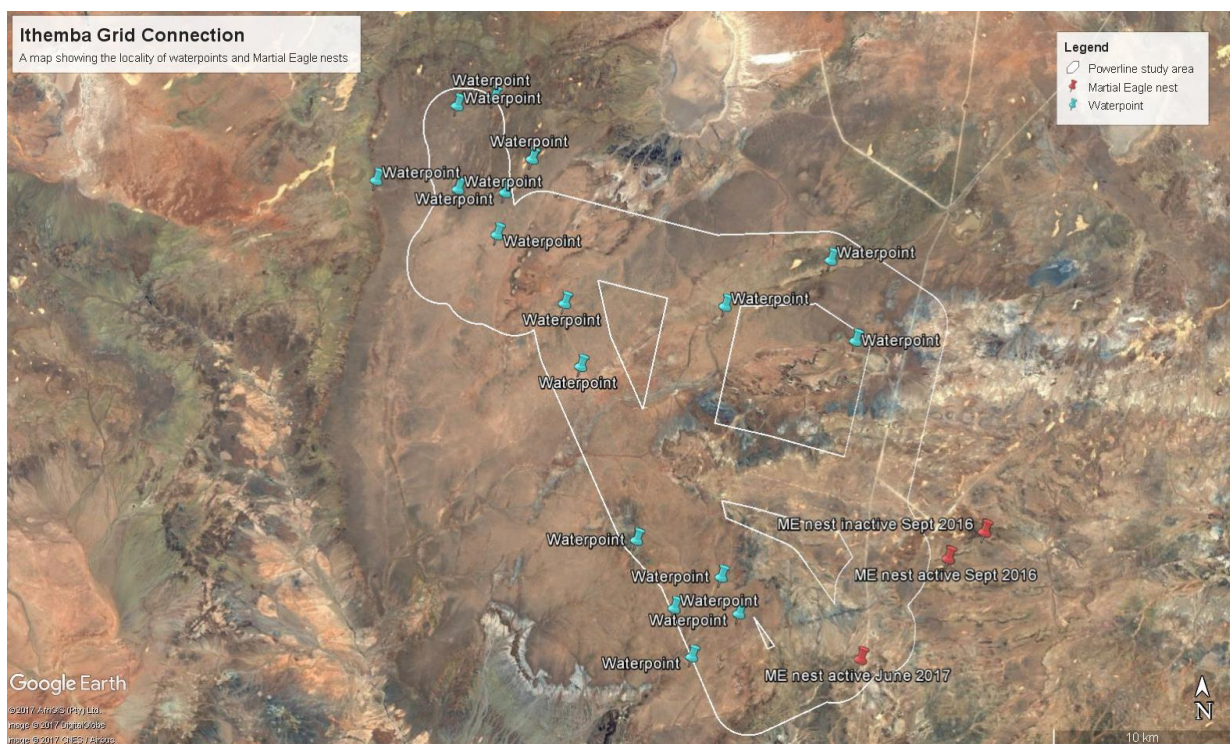 Ithemba Grid Connection
A map showing the locality of waterpoints and Martial Eagle nests
Legend
Powerline study area
Martial Eagle nest
Waterpoint
Waterpoint
Waterpoint
Waterpoint
Waterpoint
Waterpoint
Waterpoint
Waterpoint
Waterpoint
Waterpoint
Waterpoint
Waterpoint
Waterpoint
ME nest inactive Sept 2016
Waterpoint
ME nest active Sept 2016
Waterpoint
Waterpoint
Waterpoint
Waterpoint
ME nest active June 2017
Google Earth
©2017 AfriGIS (Pty) Ltd.
Image © 2017 DigitalGlobe
Image © 2017 CNES / Airbus
N
10 km